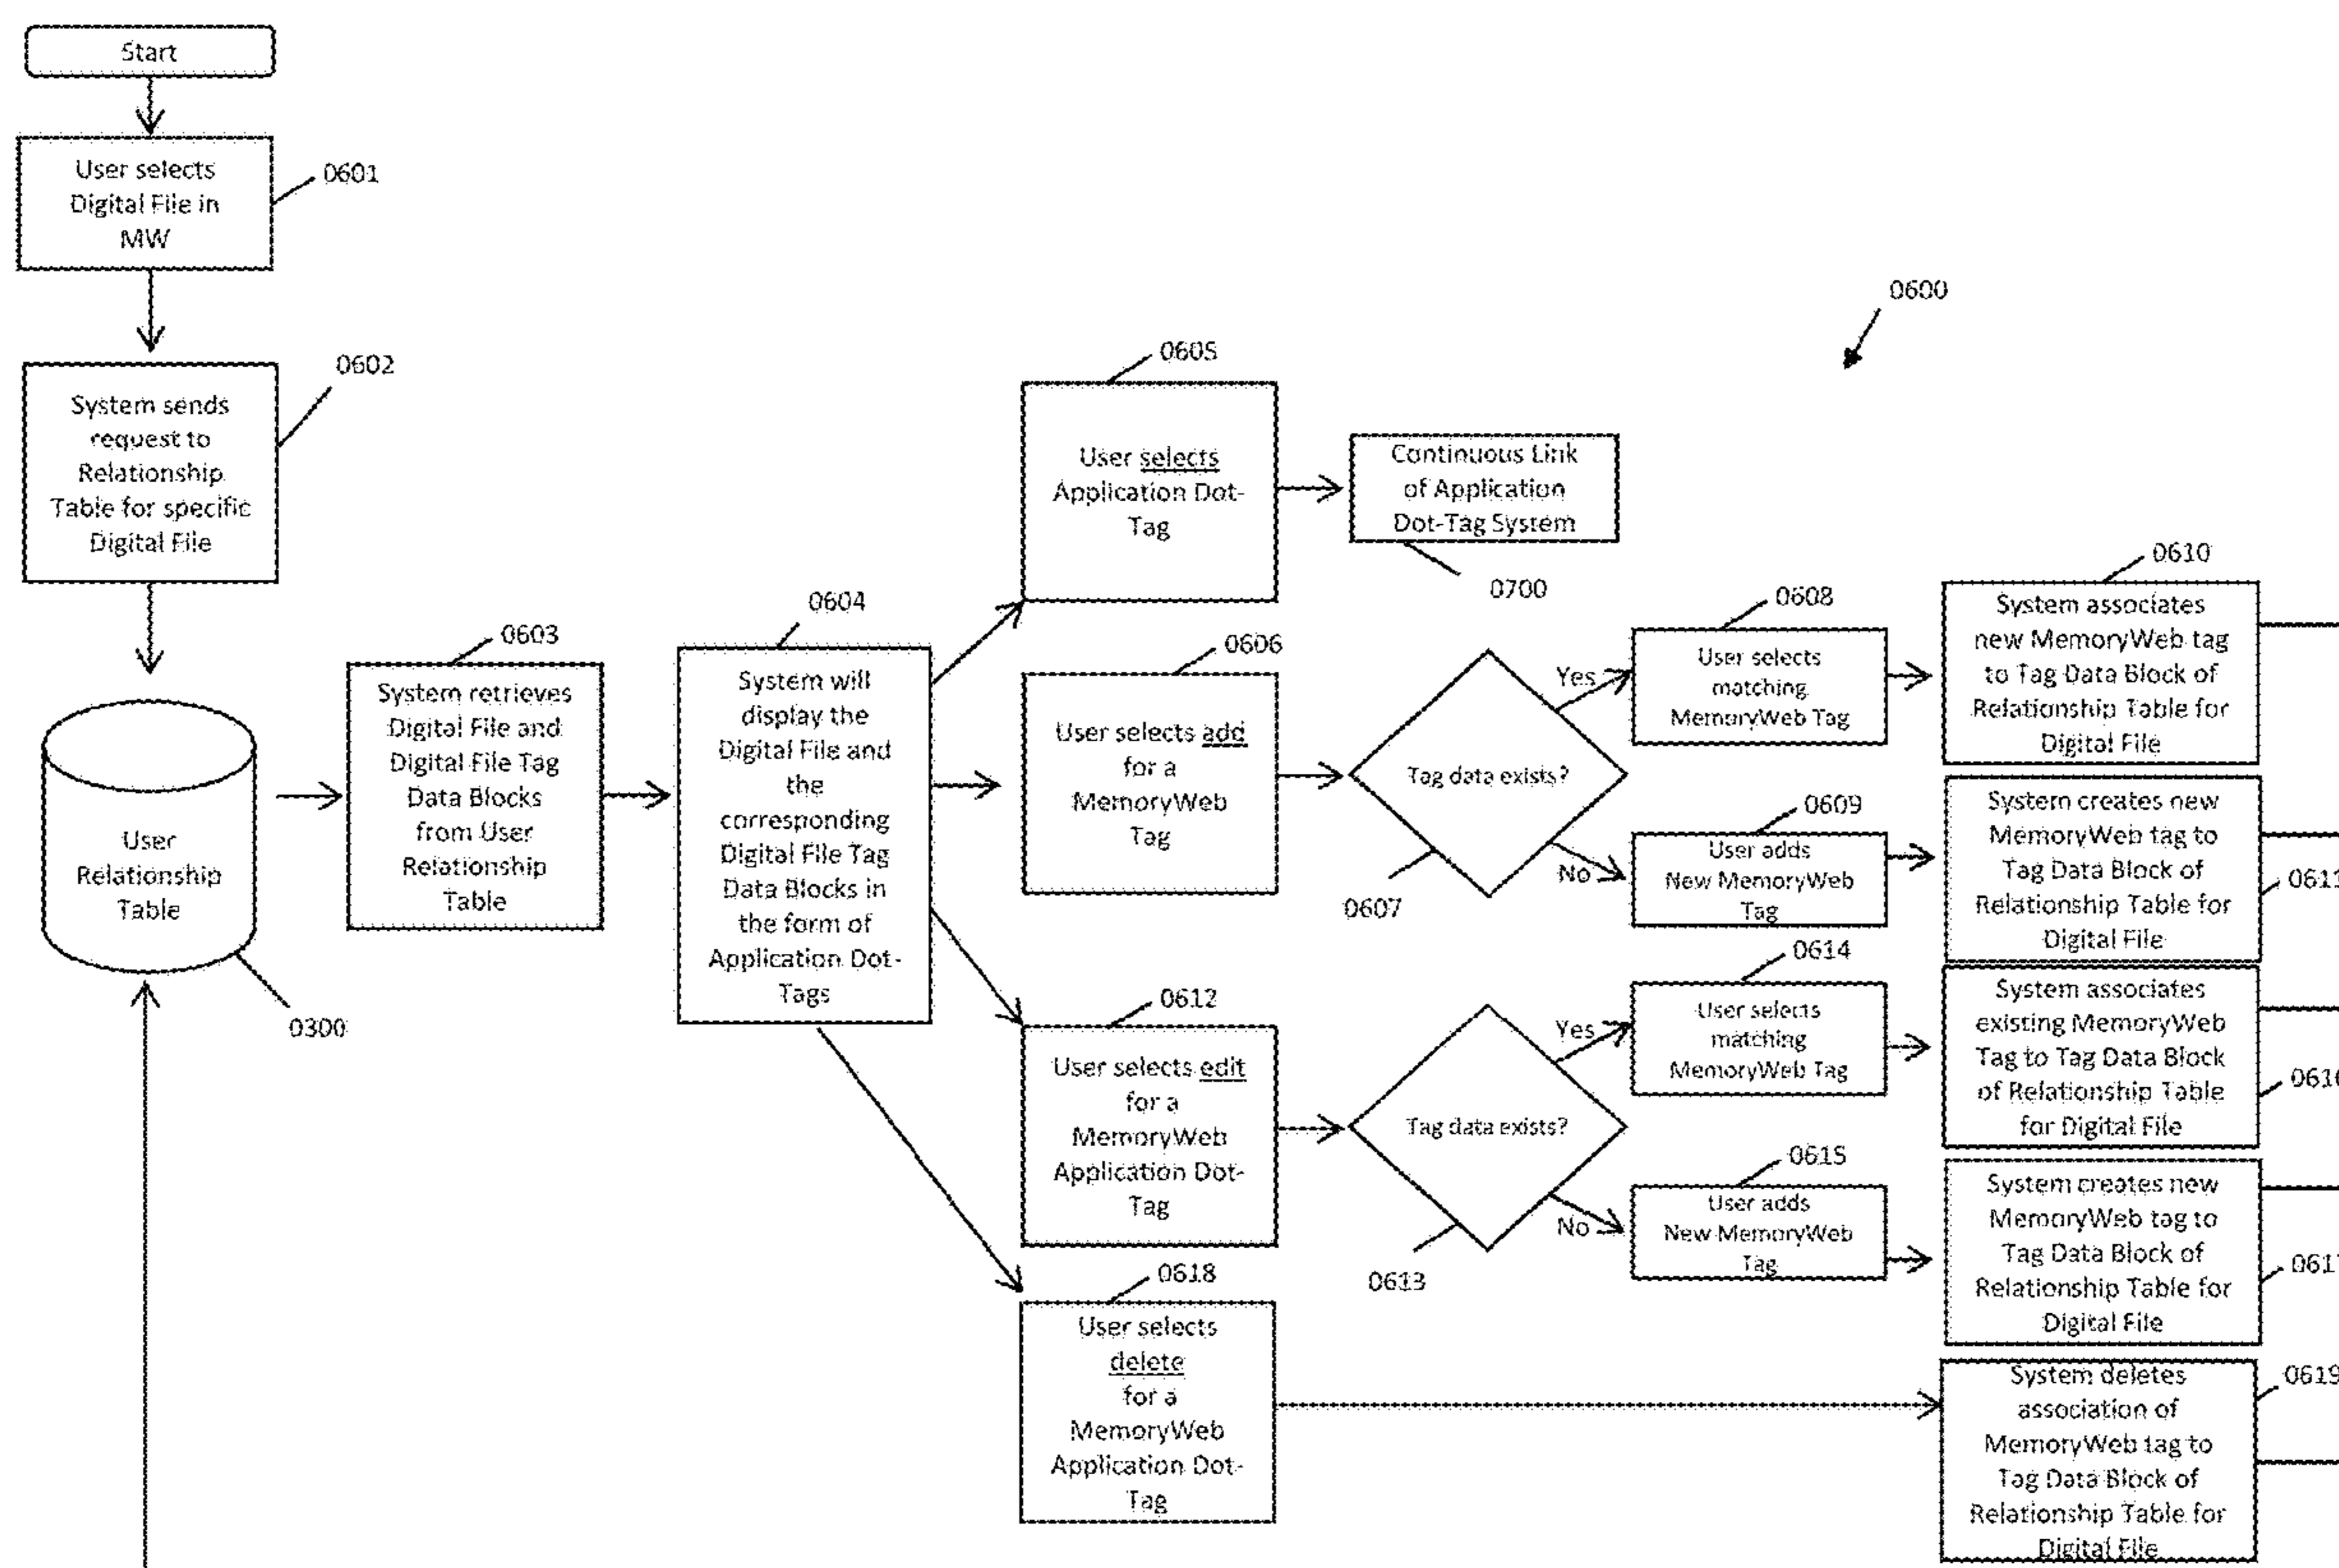 Start
User selects
Digital File in
MW
0601
System sends
request to
Relationship
Table for specific
Digital File
0602
User
Relationship
Table
0300
System retrieves
Digital File and
Digital File Tag
Data Blocks
from User
Relationship
Table
0603
System will
display the
Digital File and
the
corresponding
Digital File Tag
Data Blocks in
the form of
Application Dot-
Tags
0604
0600
User selects
Application Dot-
Tag
0605
Continuous Link
of Application
Dot-Tag System
0700
User selects add
for a
MemoryWeb
Tag
0606
Tag data exists?
0607
Yes
No
User selects
matching
MemoryWeb Tag
0608
User adds
New MemoryWeb
Tag
0609
System associates
new MemoryWeb tag
to Tag Data Block of
Relationship Table for
Digital File
0610
System creates new
MemoryWeb tag to
Tag Data Block of
Relationship Table for
Digital File
0611
User selects edit
for a
MemoryWeb
Application Dot-
Tag
0612
Tag data exists?
0613
Yes
No
User selects
matching
MemoryWeb Tag
0614
User adds
New MemoryWeb
Tag
0615
System associates
existing MemoryWeb
Tag to Tag Data Block
of Relationship Table
for Digital File
0616
System creates new
MemoryWeb tag to
Tag Data Block of
Relationship Table for
Digital File
0617
User selects
delete
for a
MemoryWeb
Application Dot-
Tag
0618
System deletes
association of
MemoryWeb tag to
Tag Data Block of
Relationship Table for
Digital File
0619